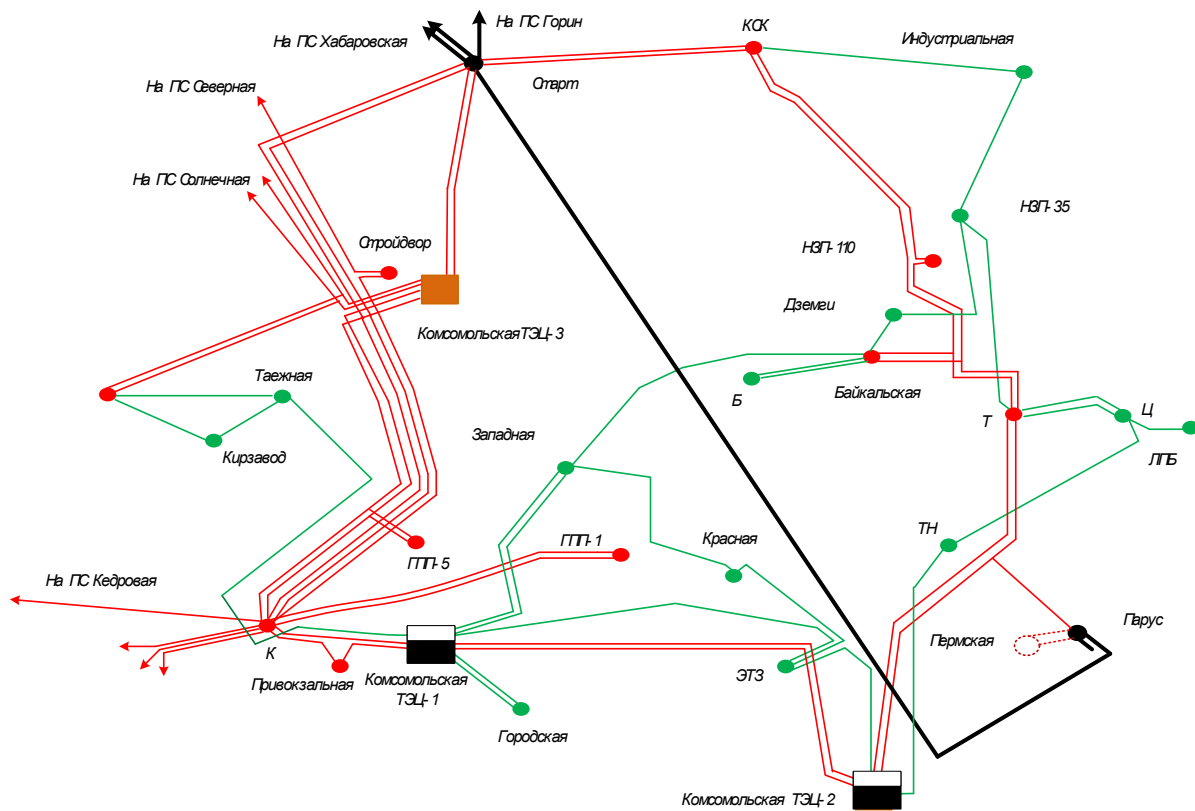 На ПС Горин
КСК
На ПС Хабаровская
Индустриальная
Старт
На ПС Северная
На ПС Солнечная
НЗП-35
Стройдвор
НЗП-110
Дземги
Комсомольская ТЭЦ-3
Таежная
Б
Байкальская
Т
Ц
Западная
Кирзавод
ЛПБ
ТН
ГПП-5
ГПП-1
Красная
На ПС Кедровая
К
Парус
Пермская
Привокзальная
Комсомольская
ТЭЦ-1
ЭТЗ
Городская
Комсомольская ТЭЦ-2